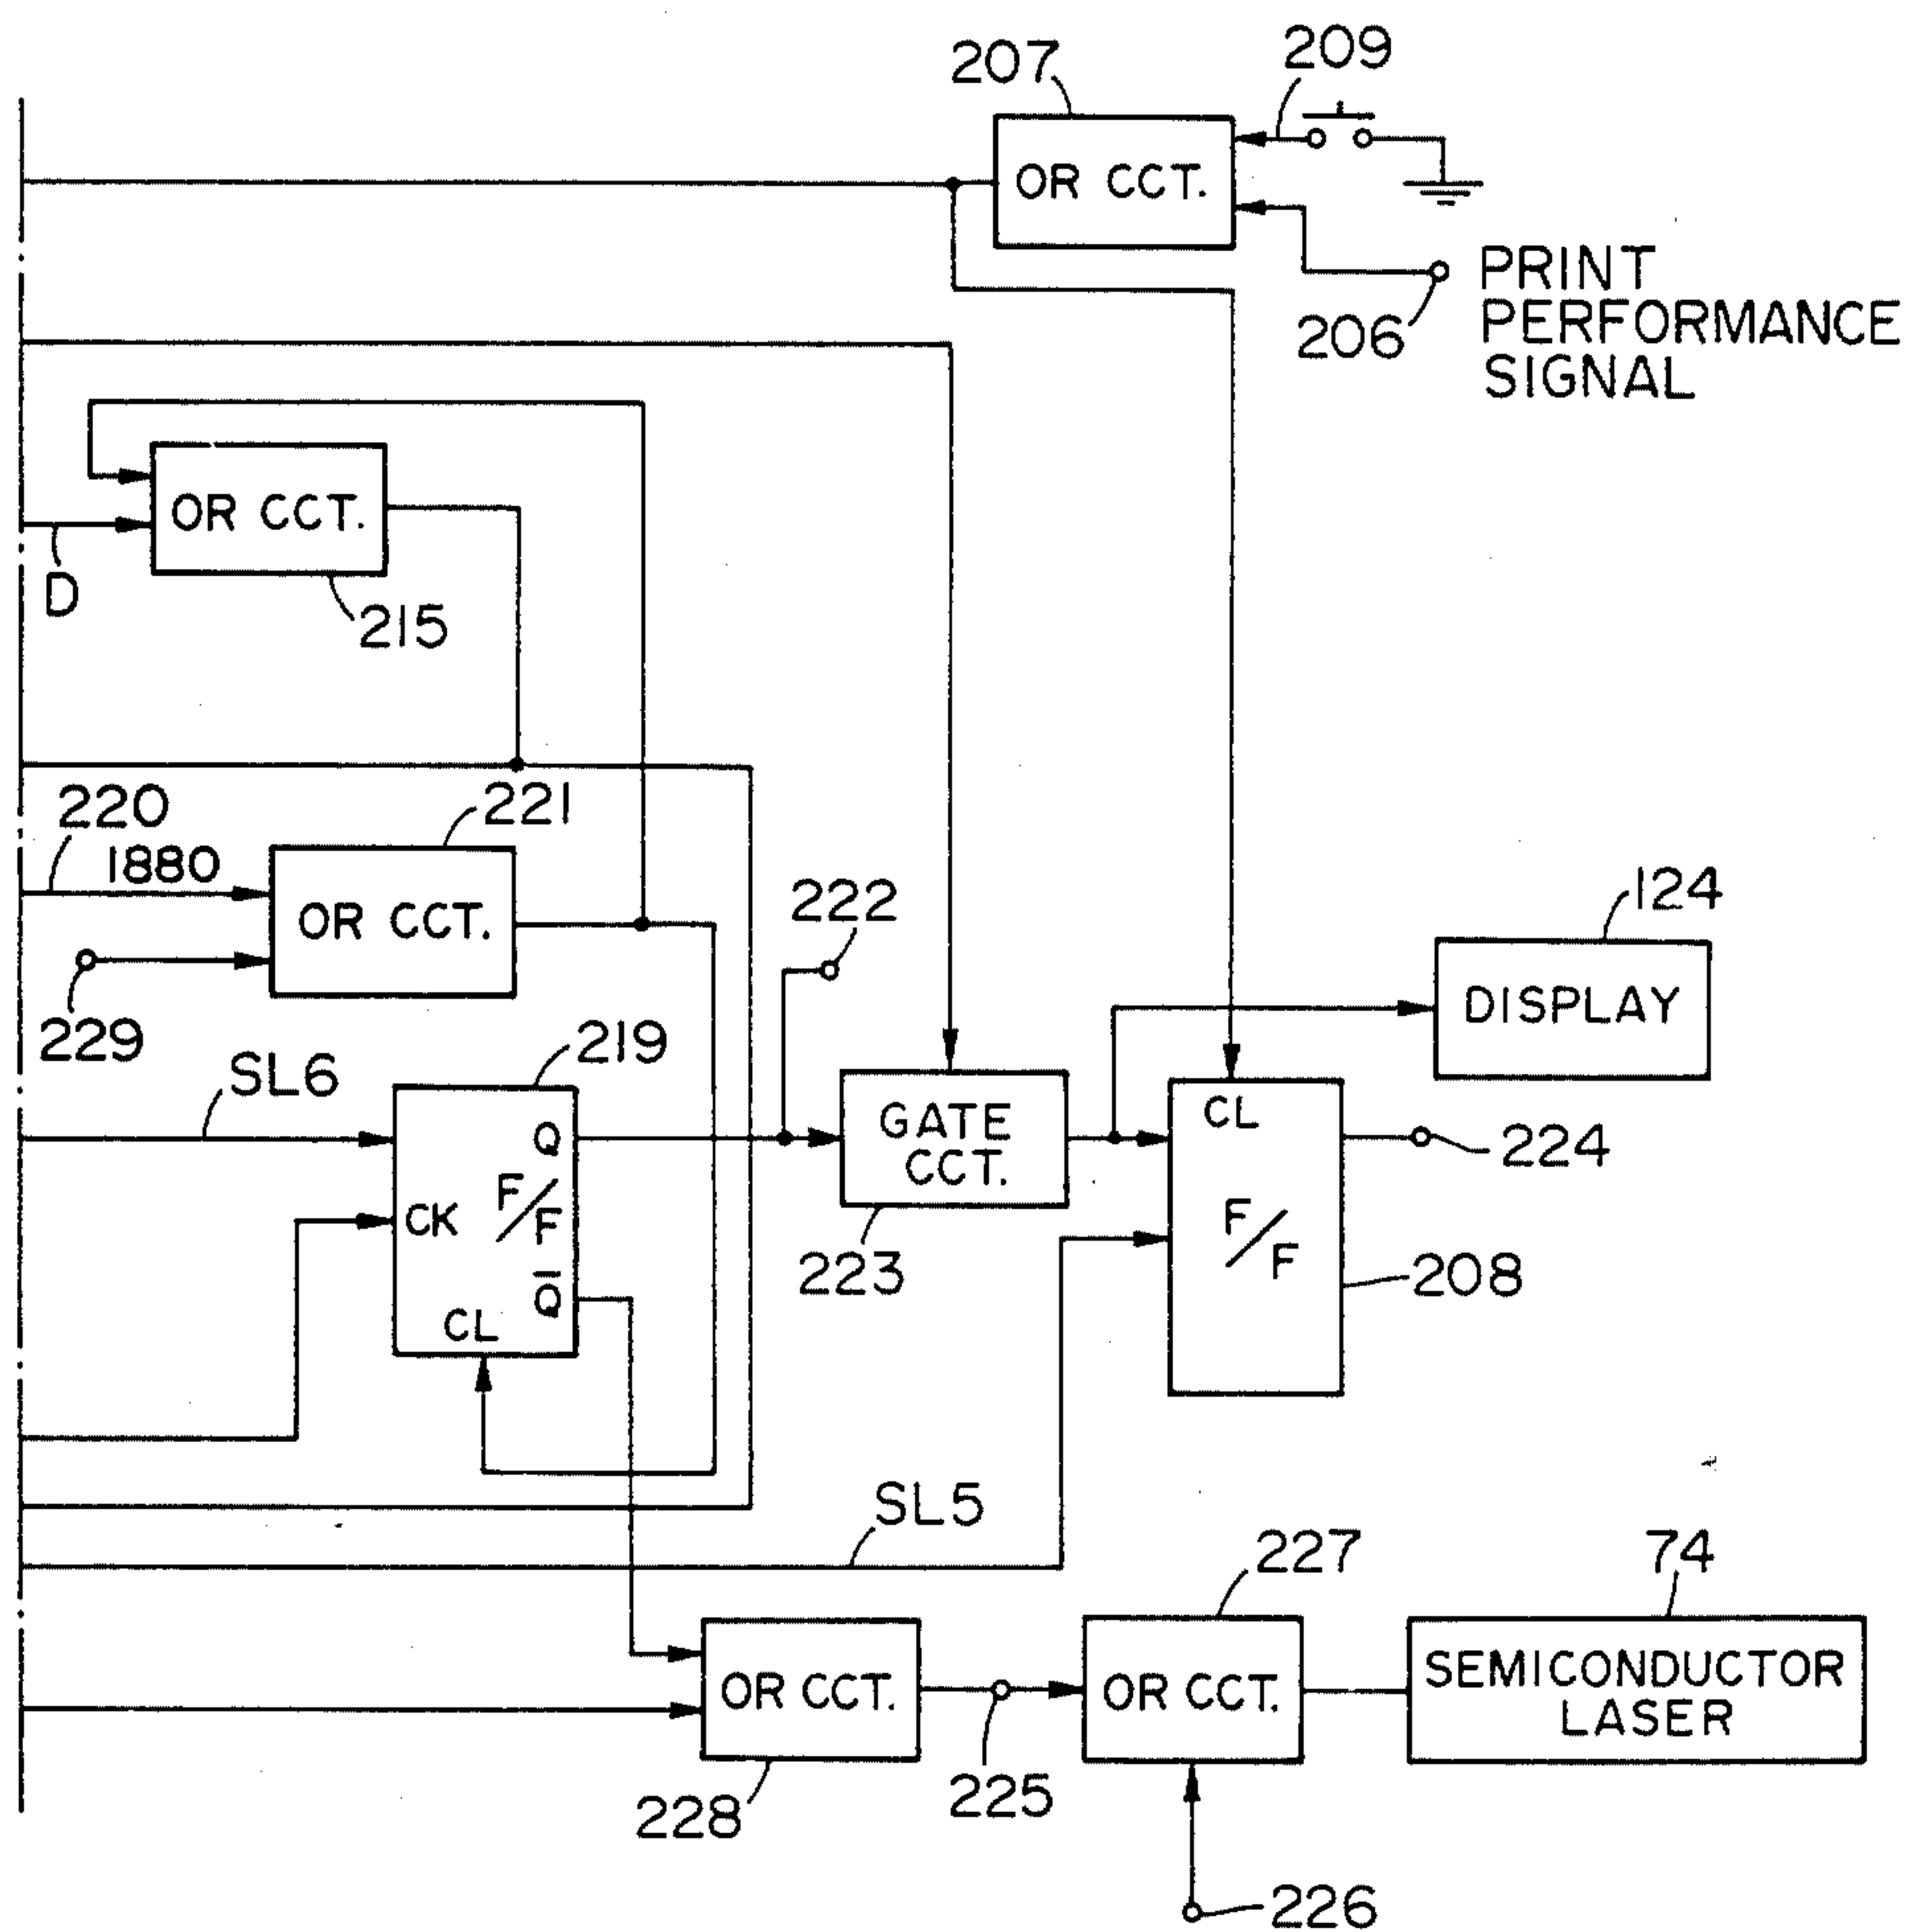 207
209
OR CCT.
PRINT
PERFORMANCE
SIGNAL
206
OR CCT.
D
215
220
221
1880
OR CCT.
222
124
229
DISPLAY
SL6
219
Q
GATE
CCT.
CL
224
CK
F/F
F/F
223
208
Q̅
CL
SL5
227
74
OR CCT.
OR CCT.
SEMICONDUCTOR
LASER
228
225
226